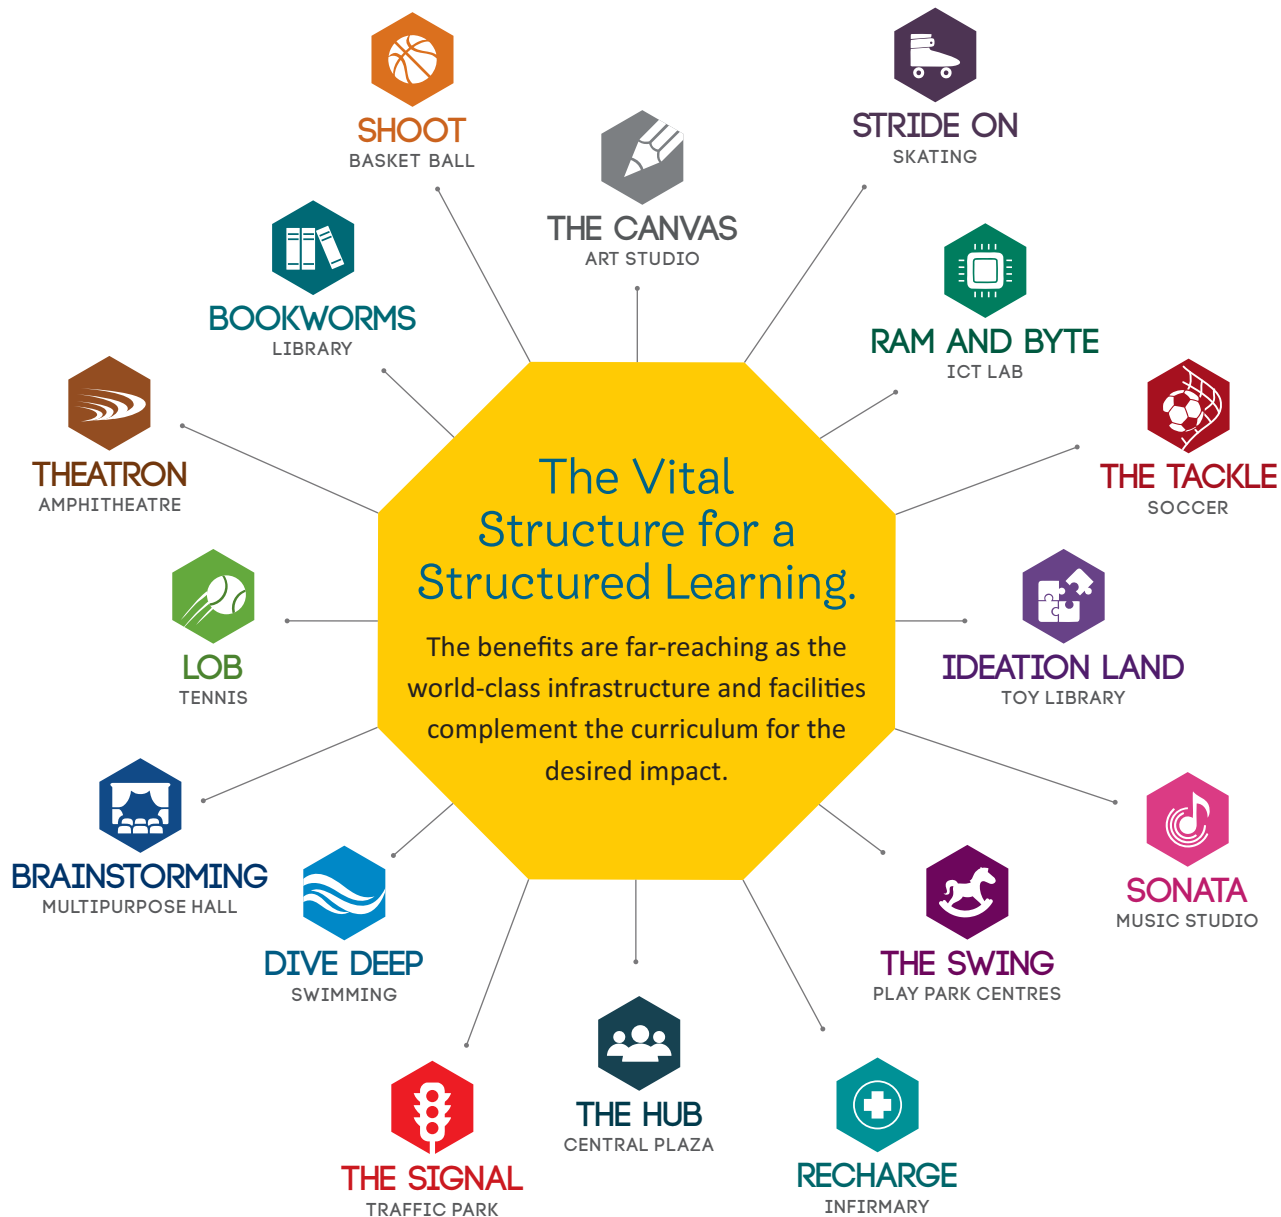 SHOOT
BASKET BALL
STRIDE ON
SKATING
THE CANVAS
ART STUDIO
BOOKWORMS
LIBRARY
RAM AND BYTE
ICT LAB
THEATRON
AMPHITHEATRE
THE TACKLE
SOCCER
The Vital
Structure for a
Structured Learning.
The benefits are far-reaching as the
world-class infrastructure and facilities
complement the curriculum for the
desired impact.
LOB
TENNIS
IDEATION LAND
TOY LIBRARY
BRAINSTORMING
MULTIPURPOSE HALL
SONATA
MUSIC STUDIO
DIVE DEEP
SWIMMING
THE SWING
PLAY PARK CENTRES
THE HUB
CENTRAL PLAZA
THE SIGNAL
TRAFFIC PARK
RECHARGE
INFIRMARY